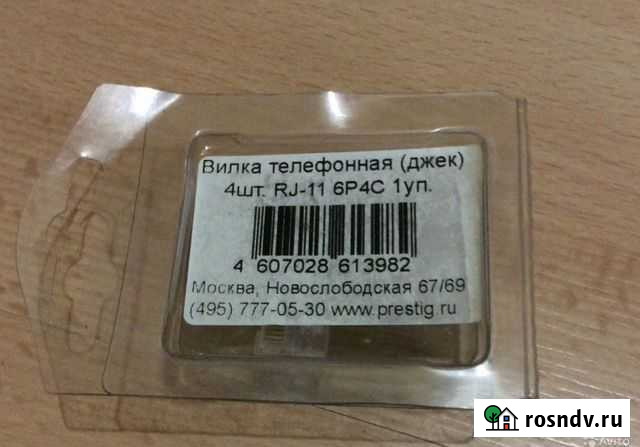 Вилка телефонная (джек)
4шт. RJ-11 6P4C 1уп.
4 607028 613982
Москва, Новослободская 67/69
(495) 777-05-30 www.prestig.ru
rosndv.ru
Avito